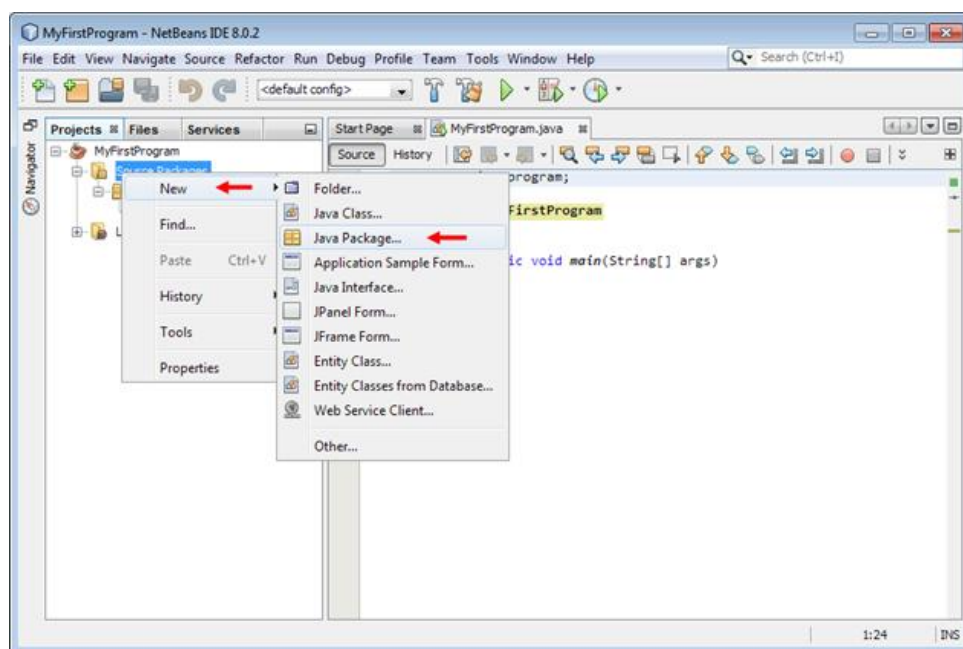 MyFirstProgram - NetBeans IDE 8.0.2
File Edit View Navigate Source Refactor Run Debug Profile Team Tools Window Help
Search (Ctrl+I)
<default config>
Projects Files Services
Start Page MyFirstProgram.java
Navigator
MyFirstProgram
Source Packages
L
Source History
New
Find...
Paste Ctrl+V
History
Tools
Properties
Folder...
Java Class...
Java Package...
Application Sample Form...
Java Interface...
JPanel Form...
JFrame Form...
Entity Class...
Entity Classes from Database...
Web Service Client...
Other...
program;
FirstProgram
ic void main(String[] args)
1:24 INS